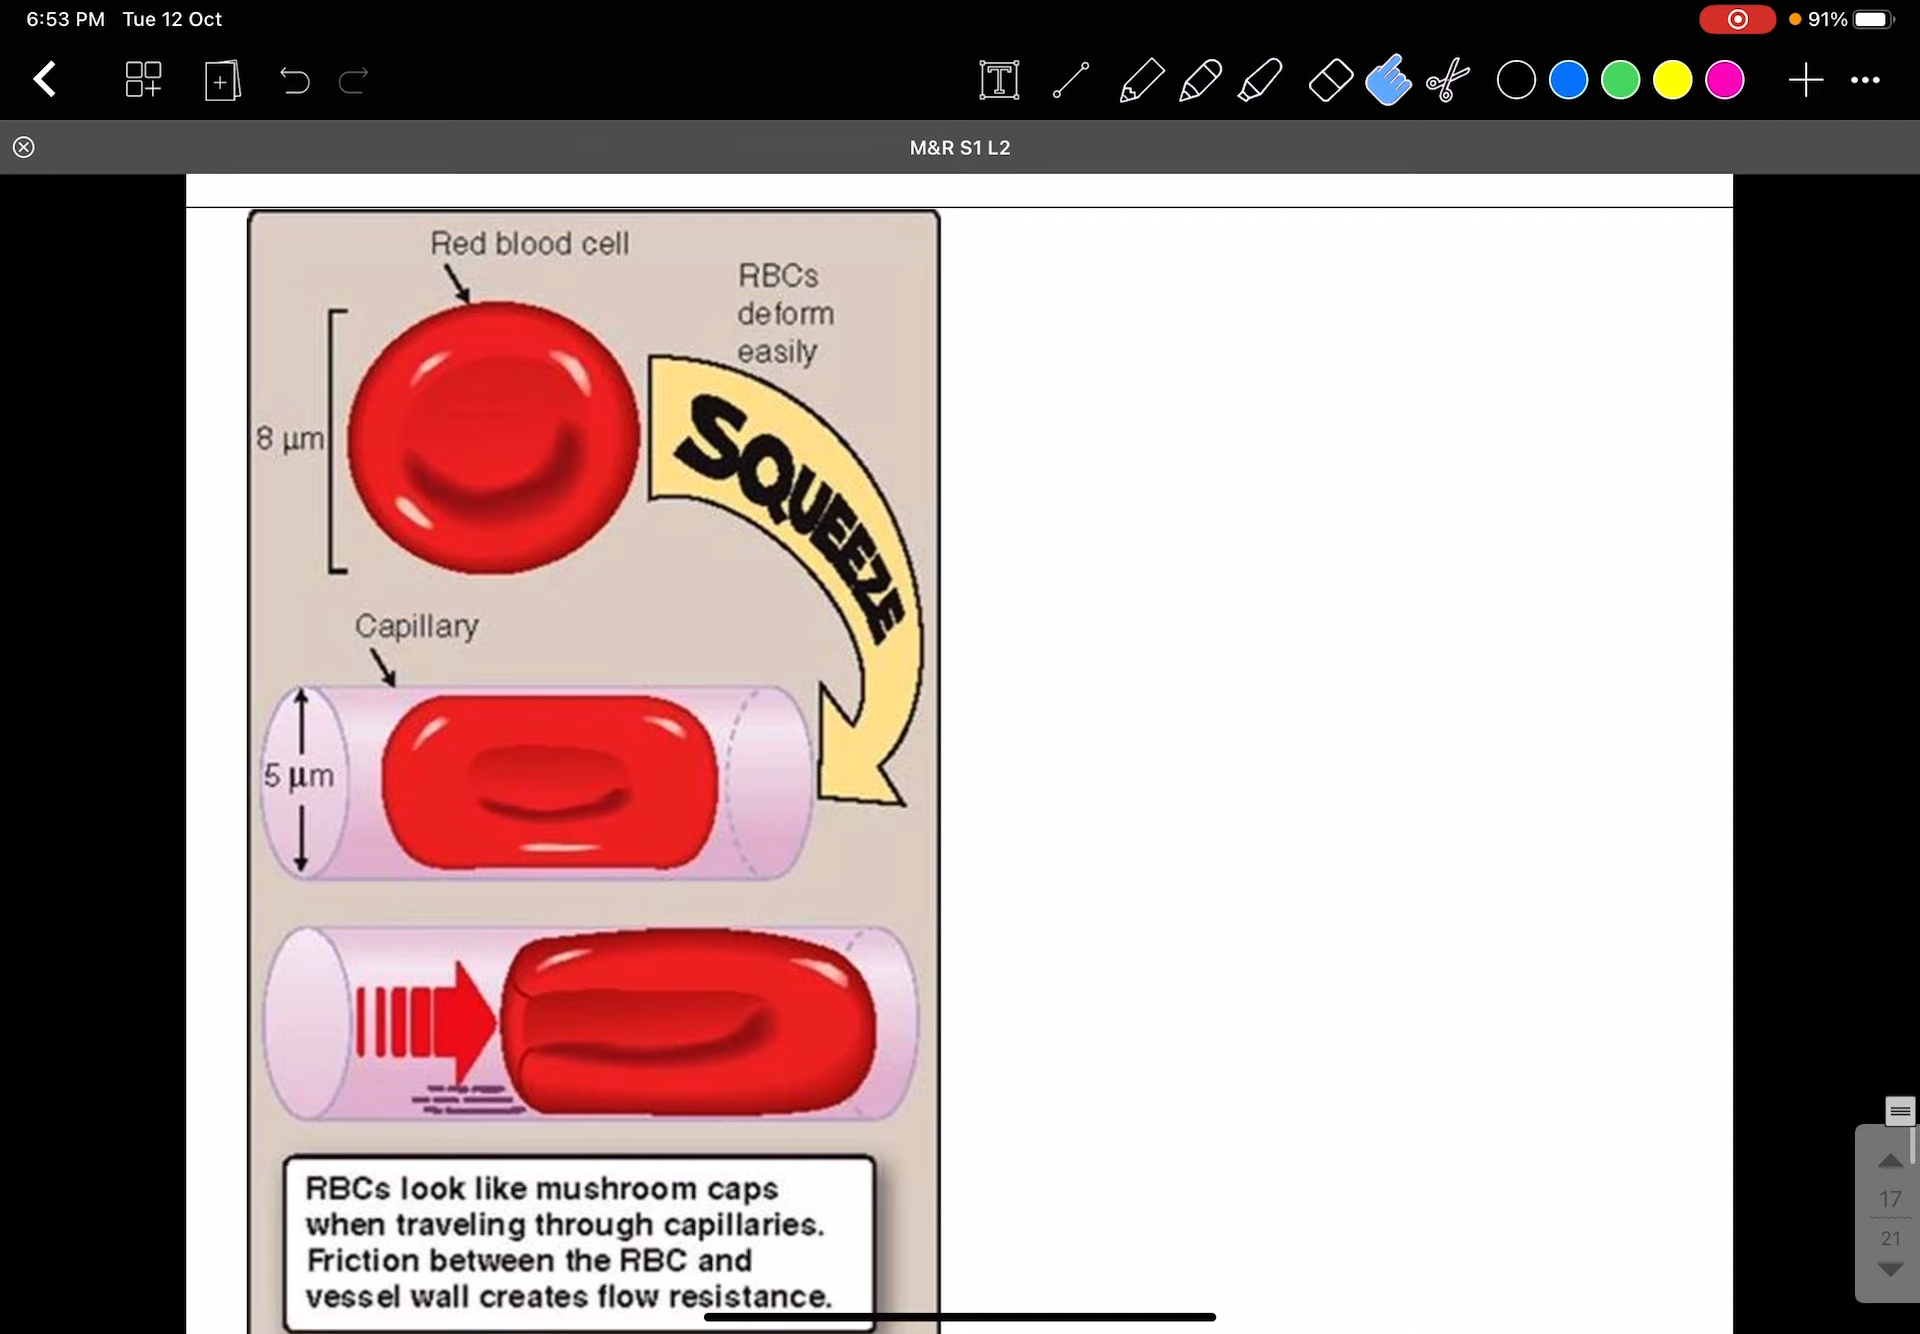 6:53 PM Tue 12 Oct
91%
T
M&R S1 L2
Red blood cell
RBCs
deform
easily
8 µm
SQUEEZE
Capillary
5 µm
RBCs look like mushroom caps
when traveling through capillaries.
Friction between the RBC and
vessel wall creates flow resistance.
17
21